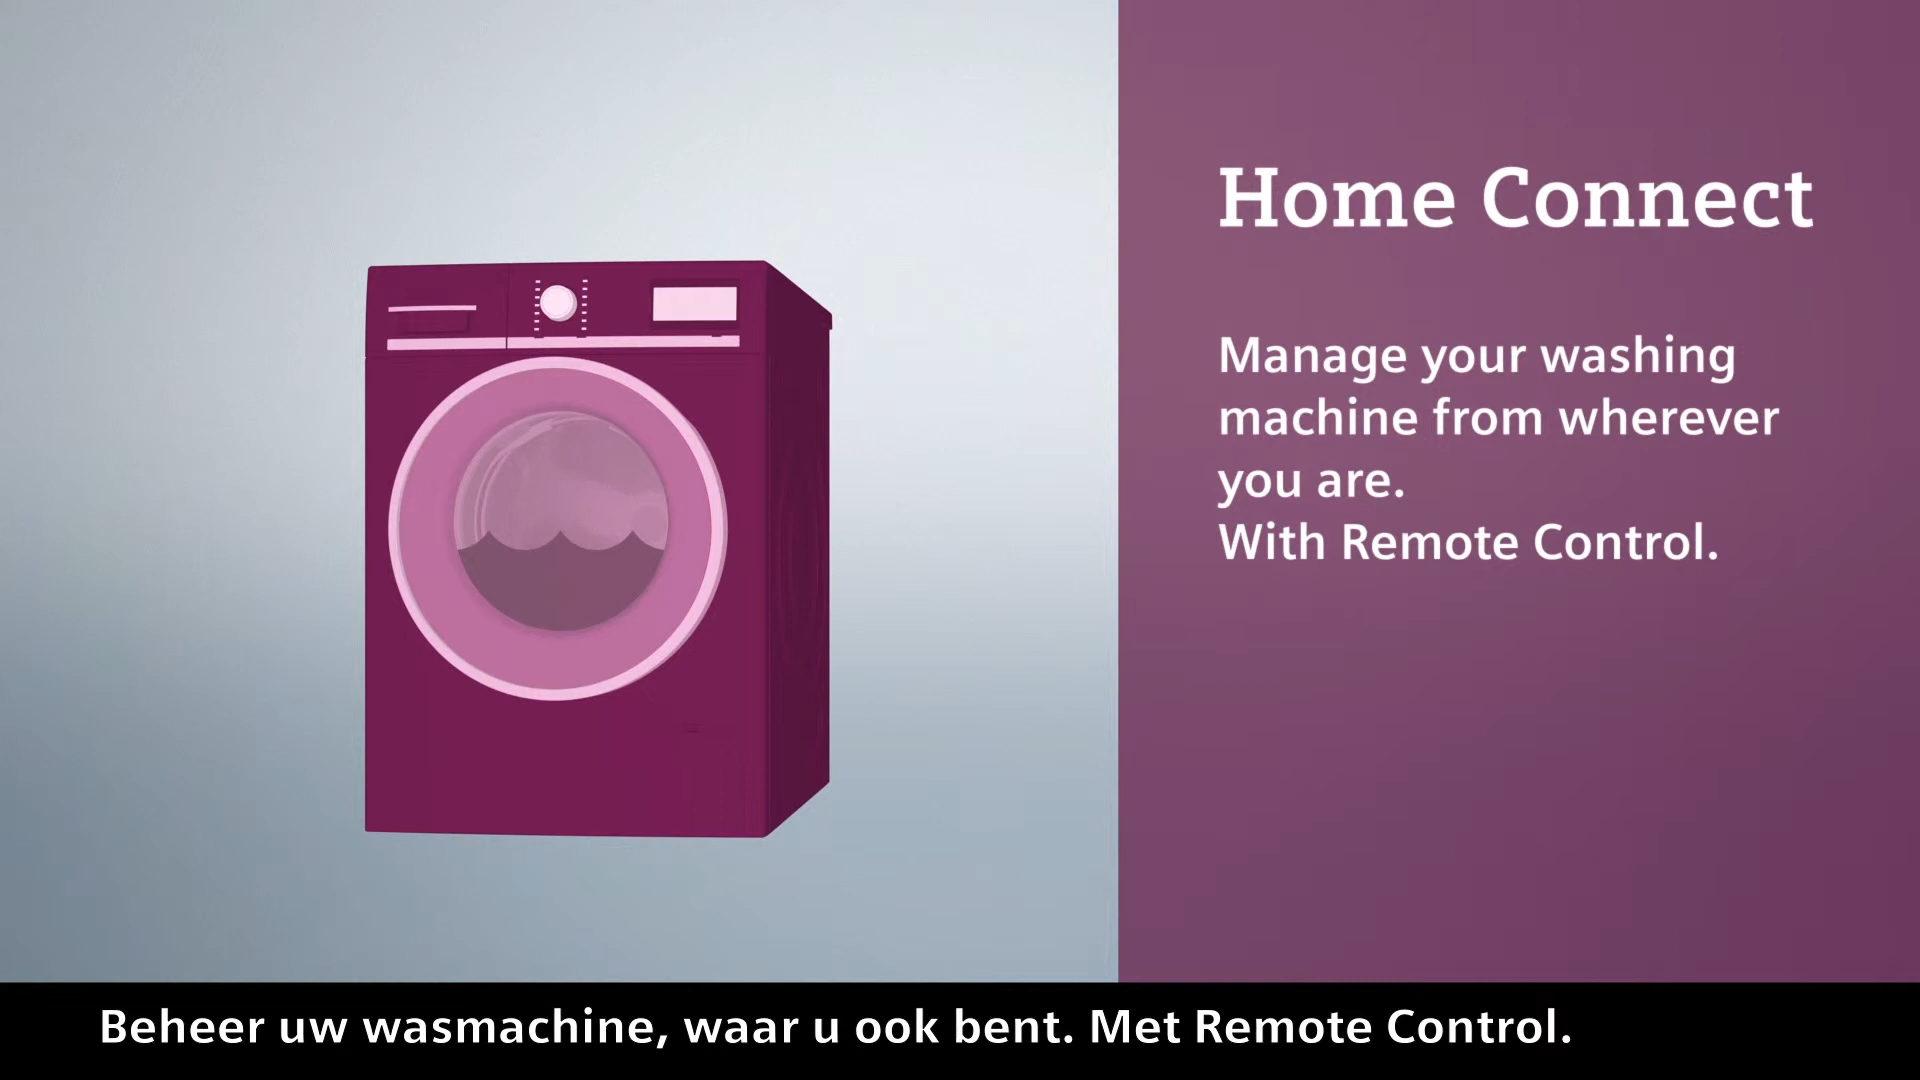 Home Connect
Manage your washing
machine from wherever
you are.
With Remote Control.
Beheer uw wasmachine, waar u ook bent. Met Remote Control.